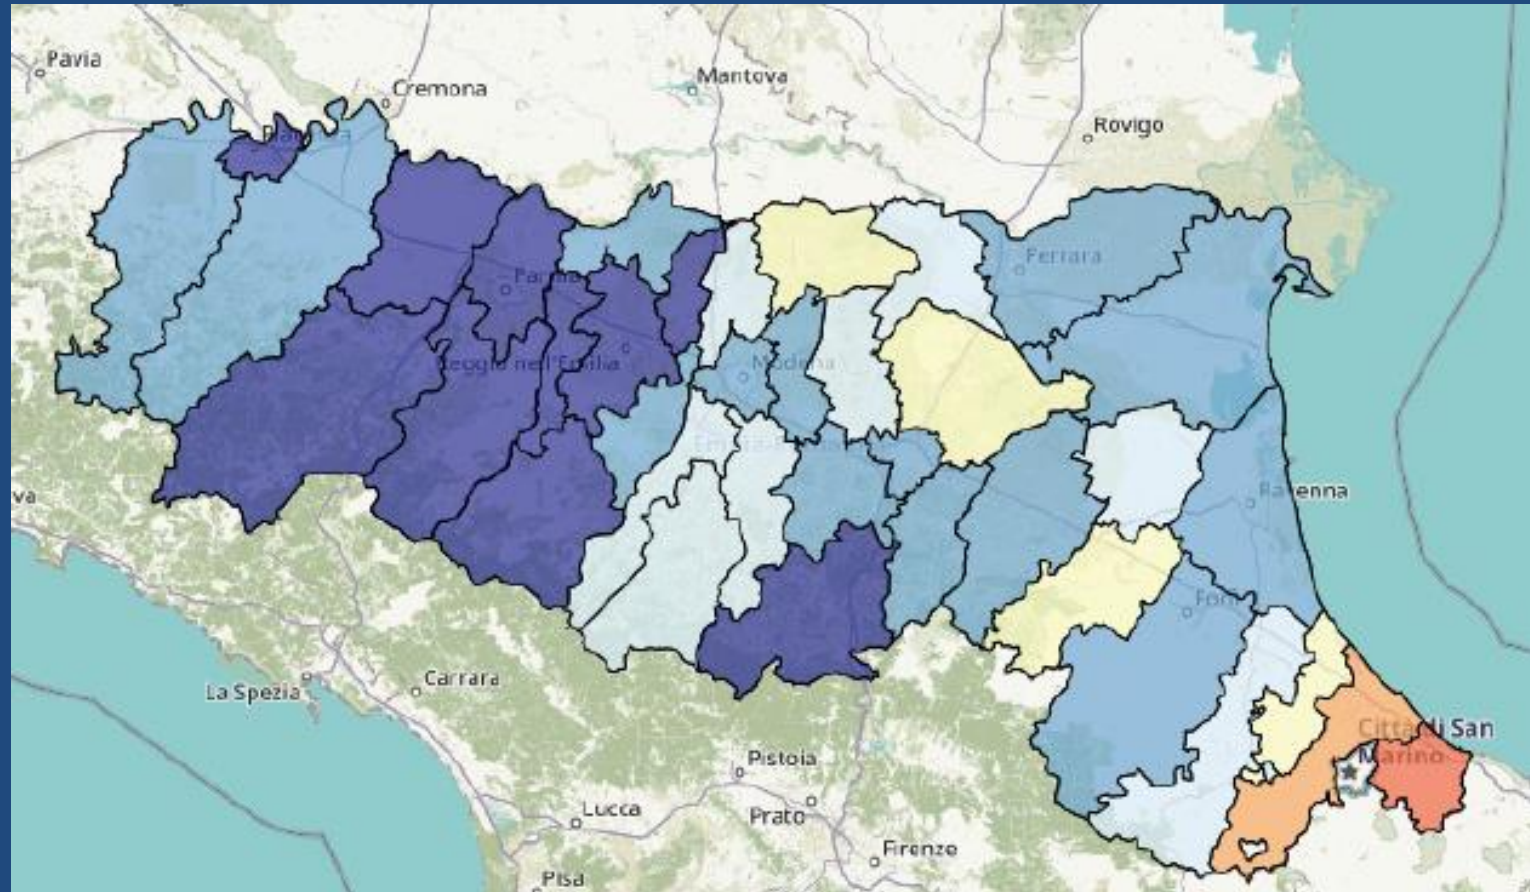 Pavia
Cremona
Mantova
Rovigo
Ferrara
Parma
Reggio nell'Emilia
Modena
va
Ravenna
Forlì
Carrara
La Spezia
Città di San
Marino
Pistoia
Lucca
Prato
Firenze
Pisa